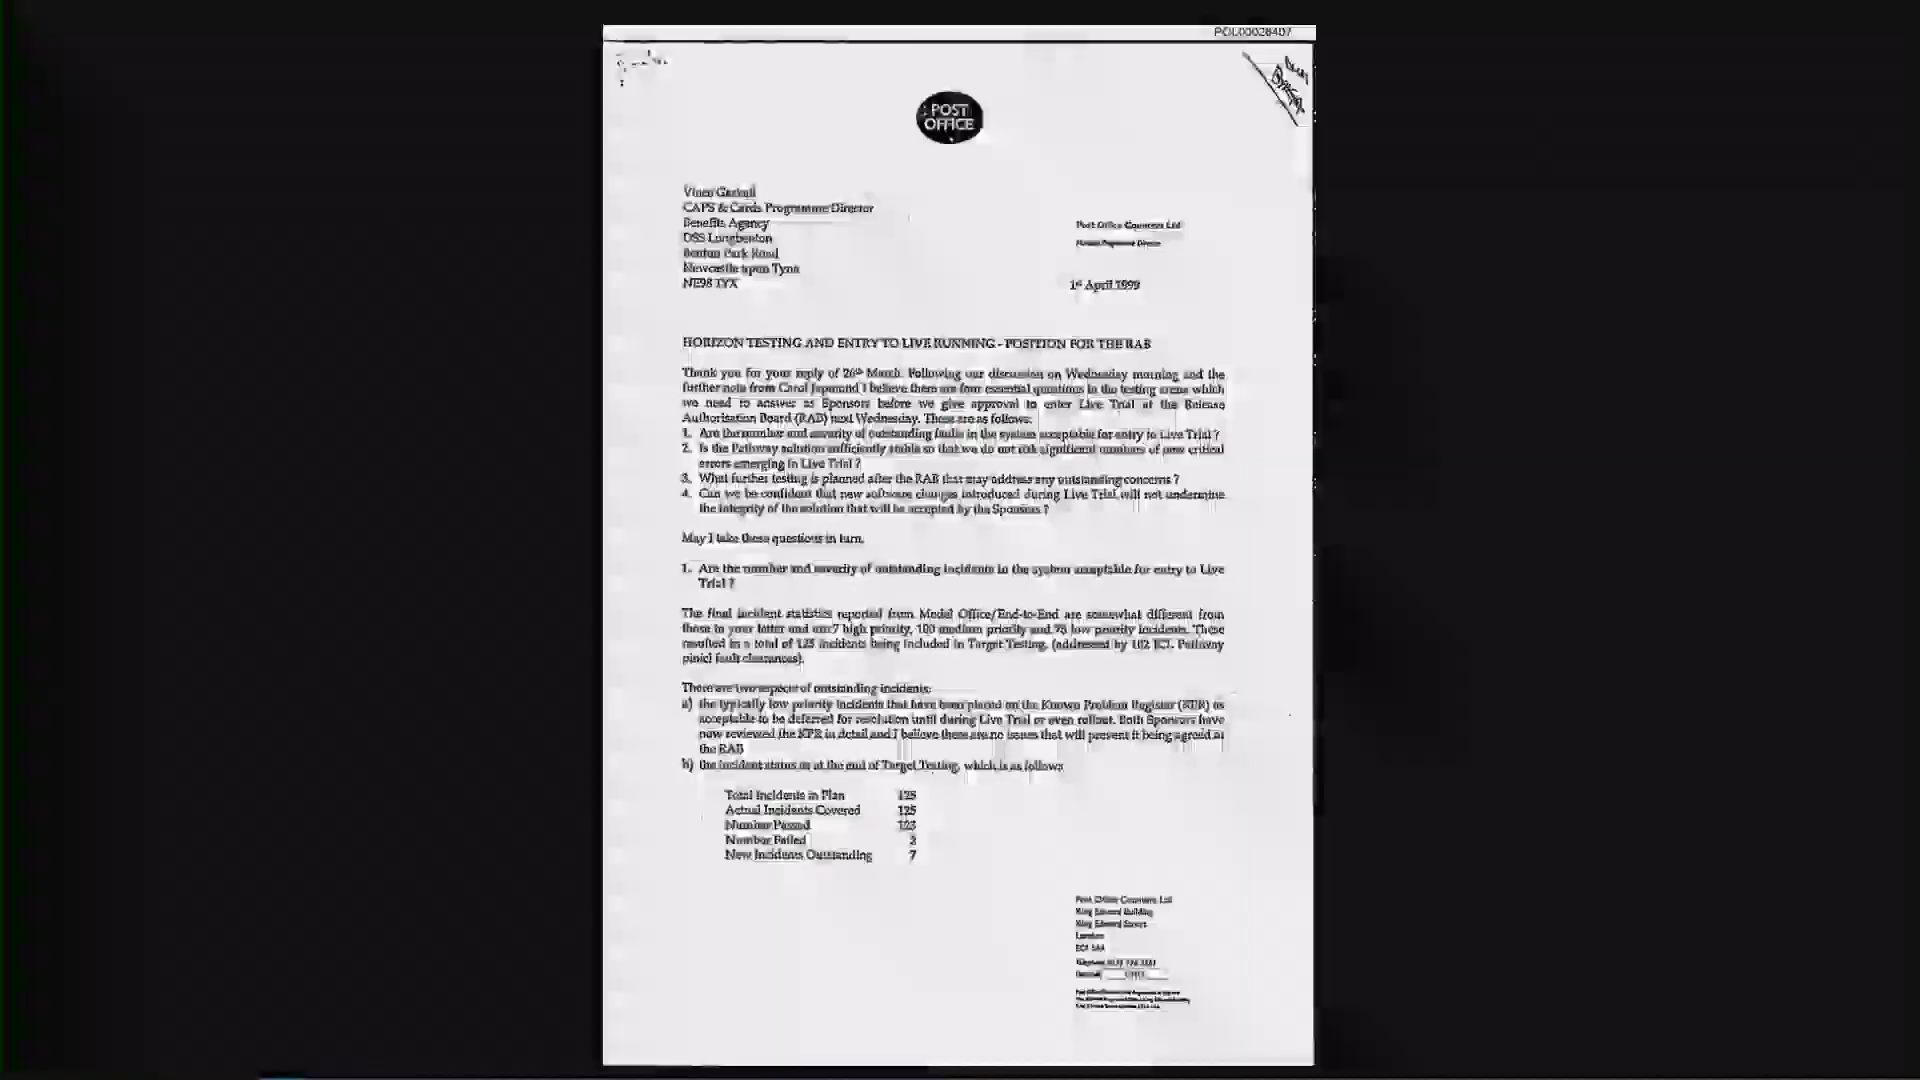 POL00028407
POST
OFFICE
Vince Gaskell
CAPS & Cards Programme Director
Benefits Agency
DSS Longbenton
Benton Park Road
Newcastle upon Tyne
NE98 1YX
Post Office Counters Ltd
Horizon Programme Director
1st April 1999
HORIZON TESTING AND ENTRY TO LIVE RUNNING - POSITION FOR THE RAB
Thank you for your reply of 26th March. Following our discussion on Wednesday morning and the
further note from Carol I believe there are four essential questions in the testing arena which
we need to answer as Sponsors before we give approval to enter Live Trial at the Release
Authorisation Board (RAB) next Wednesday. These are as follows:
1. Are the number and severity of outstanding faults in the system acceptable for entry to Live Trial ?
2. Is the Pathway solution sufficiently stable so that we do not risk significant numbers of new critical
errors emerging in Live Trial ?
3. What further testing is planned after the RAB that may address any outstanding concerns ?
4. Can we be confident that new software changes introduced during Live Trial will not undermine
the integrity of the solution that will be accepted by the Sponsors ?
May I take these questions in turn.
1. Are the number and severity of outstanding incidents in the system acceptable for entry to Live
Trial ?
The final incident statistics reported from Model Office/End-to-End are somewhat different from
those in your letter and are 7 high priority, 100 medium priority and 78 low priority incidents. These
resulted in a total of 125 incidents being included in Target Testing, (addressed by 102 ICL Pathway
pinicl fault clearances).
There are two aspects of outstanding incidents:
a) the typically low priority incidents that have been placed on the Known Problem Register (KPR) as
acceptable to be deferred for resolution until during Live Trial or even rollout. Both Sponsors have
now reviewed the KPR in detail and I believe there are no issues that will prevent it being agreed at
the RAB
b) the incident status as at the end of Target Testing, which is as follows:
Total Incidents in Plan 125
Actual Incidents Covered 125
Number Passed 123
Number Failed 2
New Incidents Outstanding 7
Post Office Counters Ltd
King Edward Building
King Edward Street
London
EC1 1AA